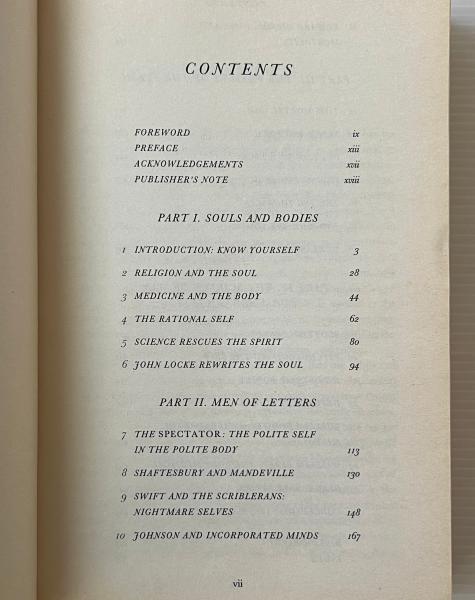 CONTENTS
FOREWORD ix
PREFACE xiii
ACKNOWLEDGEMENTS xvii
PUBLISHER'S NOTE xviii
PART I. SOULS AND BODIES
1 INTRODUCTION: KNOW YOURSELF 3
2 RELIGION AND THE SOUL 28
3 MEDICINE AND THE BODY 44
4 THE RATIONAL SELF 62
5 SCIENCE RESCUES THE SPIRIT 80
6 JOHN LOCKE REWRITES THE SOUL 94
PART II. MEN OF LETTERS
7 THE SPECTATOR: THE POLITE SELF
IN THE POLITE BODY 113
8 SHAFTESBURY AND MANDEVILLE 130
9 SWIFT AND THE SCRIBLERANS:
NIGHTMARE SELVES 148
10 JOHNSON AND INCORPORATED MINDS 167
vii